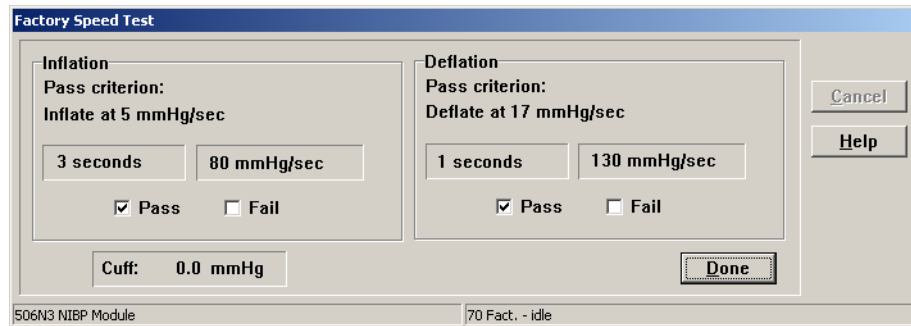 Factory Speed Test
Inflation
Pass criterion:
Inflate at 5 mmHg/sec
3 seconds
80 mmHg/sec
Pass
Fail
Deflation
Pass criterion:
Deflate at 17 mmHg/sec
1 seconds
130 mmHg/sec
Pass
Fail
Cancel
Help
Cuff: 0.0 mmHg
Done
506N3 NIBP Module
70 Fact. - idle